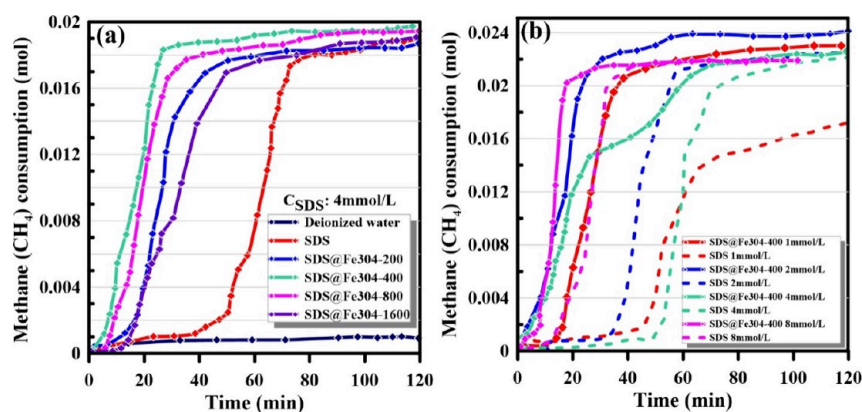 (a)
0.02
0.016
0.012
0.008
0.004
0
Methane (CH4) consumption (mol)
CSDS: 4mmol/L
Deionized water
SDS
SDS@Fe304-200
SDS@Fe304-400
SDS@Fe304-800
SDS@Fe304-1600
0 20 40 60 80 100 120
Time (min)
(b)
0.024
0.02
0.016
0.012
0.008
0.004
0
Methane (CH4) consumption (mol)
SDS@Fe304-400 1mmol/L
SDS 1mmol/L
SDS@Fe304-400 2mmol/L
SDS 2mmol/L
SDS@Fe304-400 4mmol/L
SDS 4mmol/L
SDS@Fe304-400 8mmol/L
SDS 8mmol/L
0 20 40 60 80 100 120
Time (min)